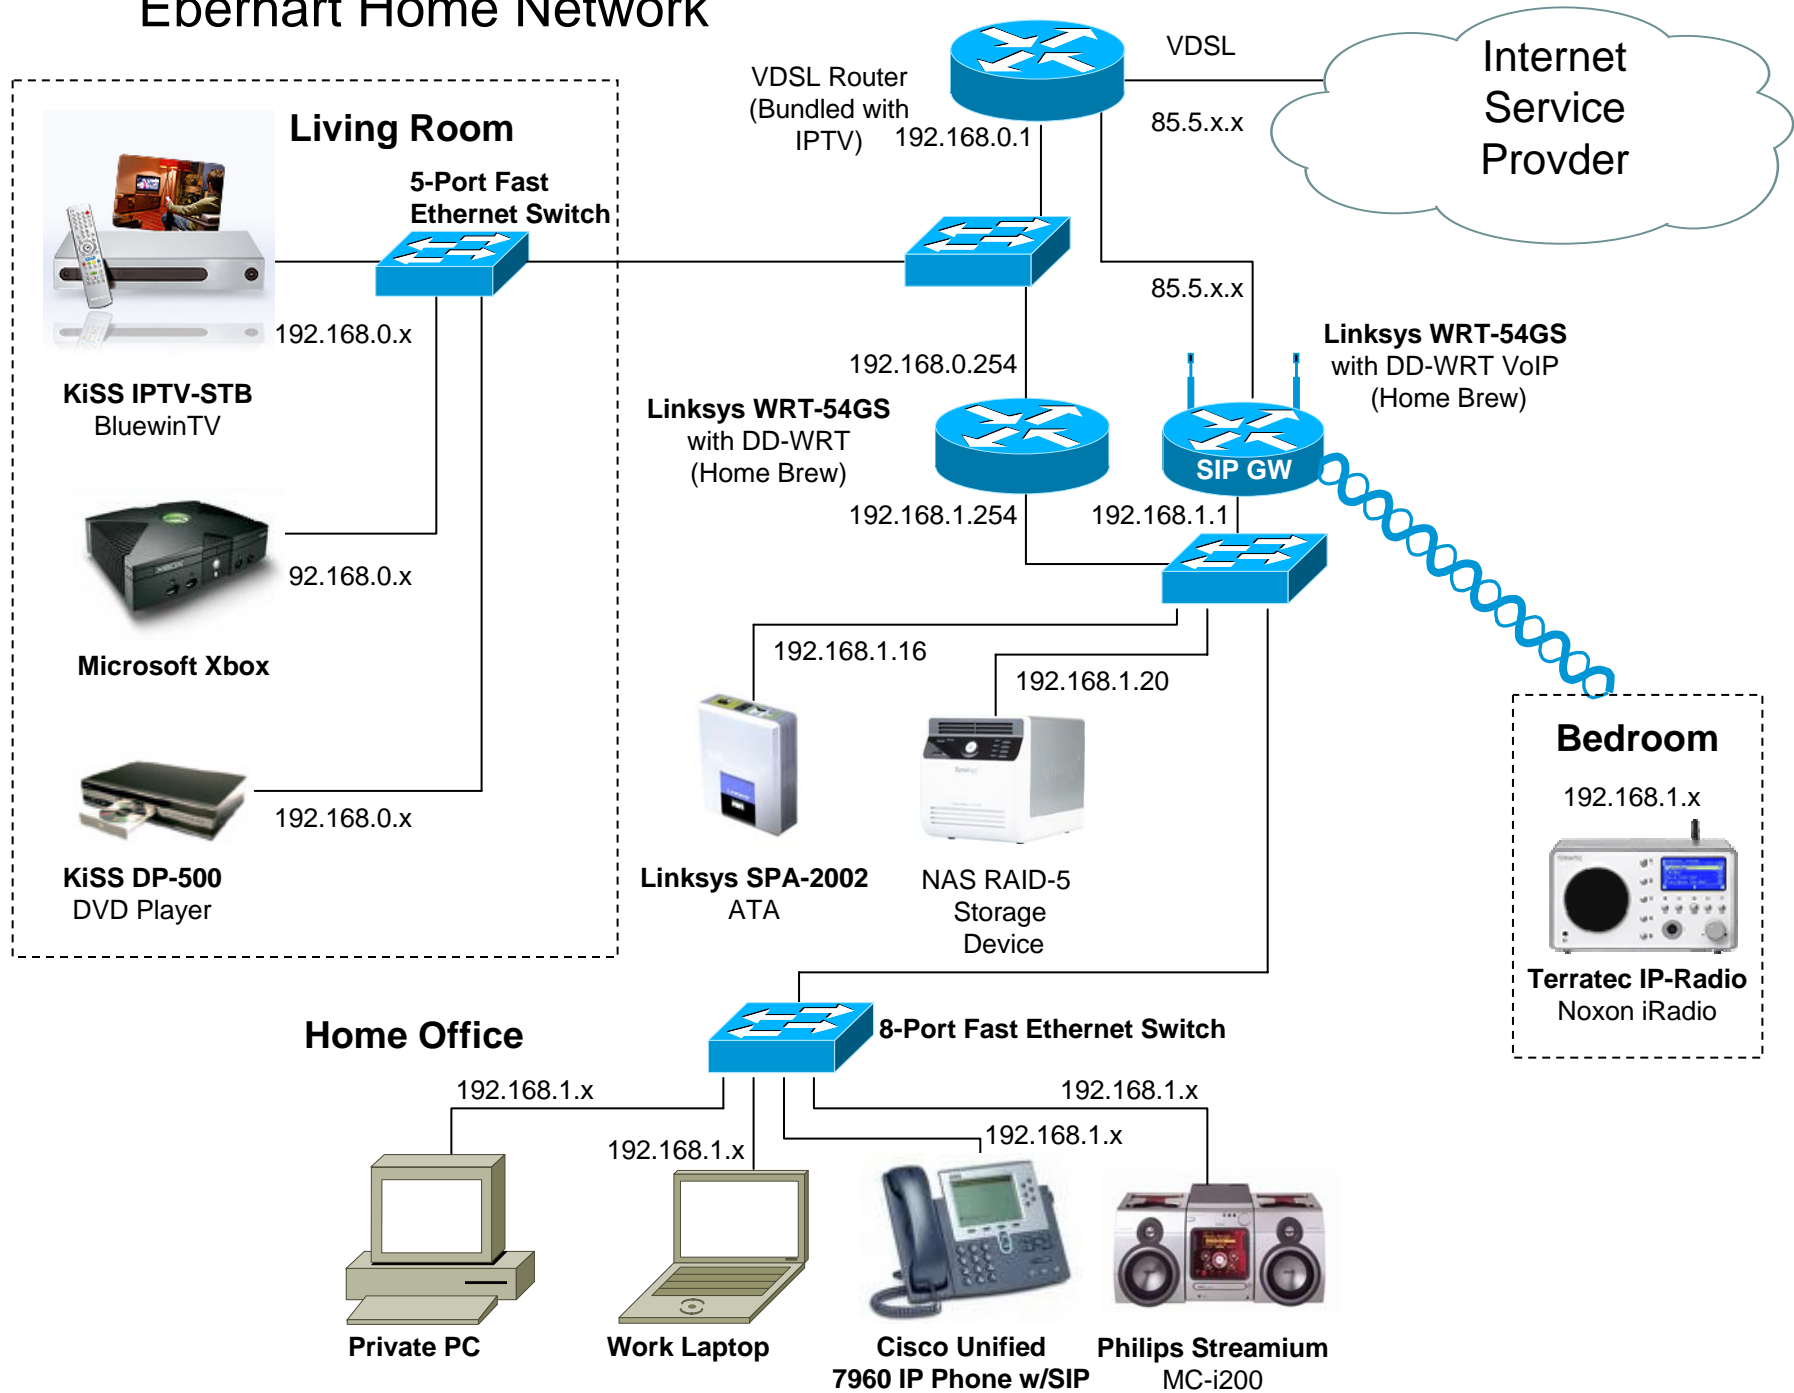 Eberhart Home Network
VDSL
Internet
Service
Provder
VDSL Router
(Bundled with
IPTV)
192.168.0.1
85.5.x.x
Living Room
5-Port Fast
Ethernet Switch
192.168.0.x
KiSS IPTV-STB
BluewinTV
85.5.x.x
192.168.0.254
Linksys WRT-54GS
with DD-WRT VoIP
(Home Brew)
Linksys WRT-54GS
with DD-WRT
(Home Brew)
SIP GW
192.168.1.254
192.168.1.1
XBOX
92.168.0.x
Microsoft Xbox
192.168.1.16
192.168.1.20
192.168.0.x
KiSS DP-500
DVD Player
Linksys SPA-2002
ATA
NAS RAID-5
Storage
Device
Bedroom
192.168.1.x
TERRATEC
Terratec IP-Radio
Noxon iRadio
Home Office
8-Port Fast Ethernet Switch
192.168.1.x
192.168.1.x
192.168.1.x
192.168.1.x
Private PC
Work Laptop
Cisco Unified
7960 IP Phone w/SIP
Philips Streamium
MC-i200